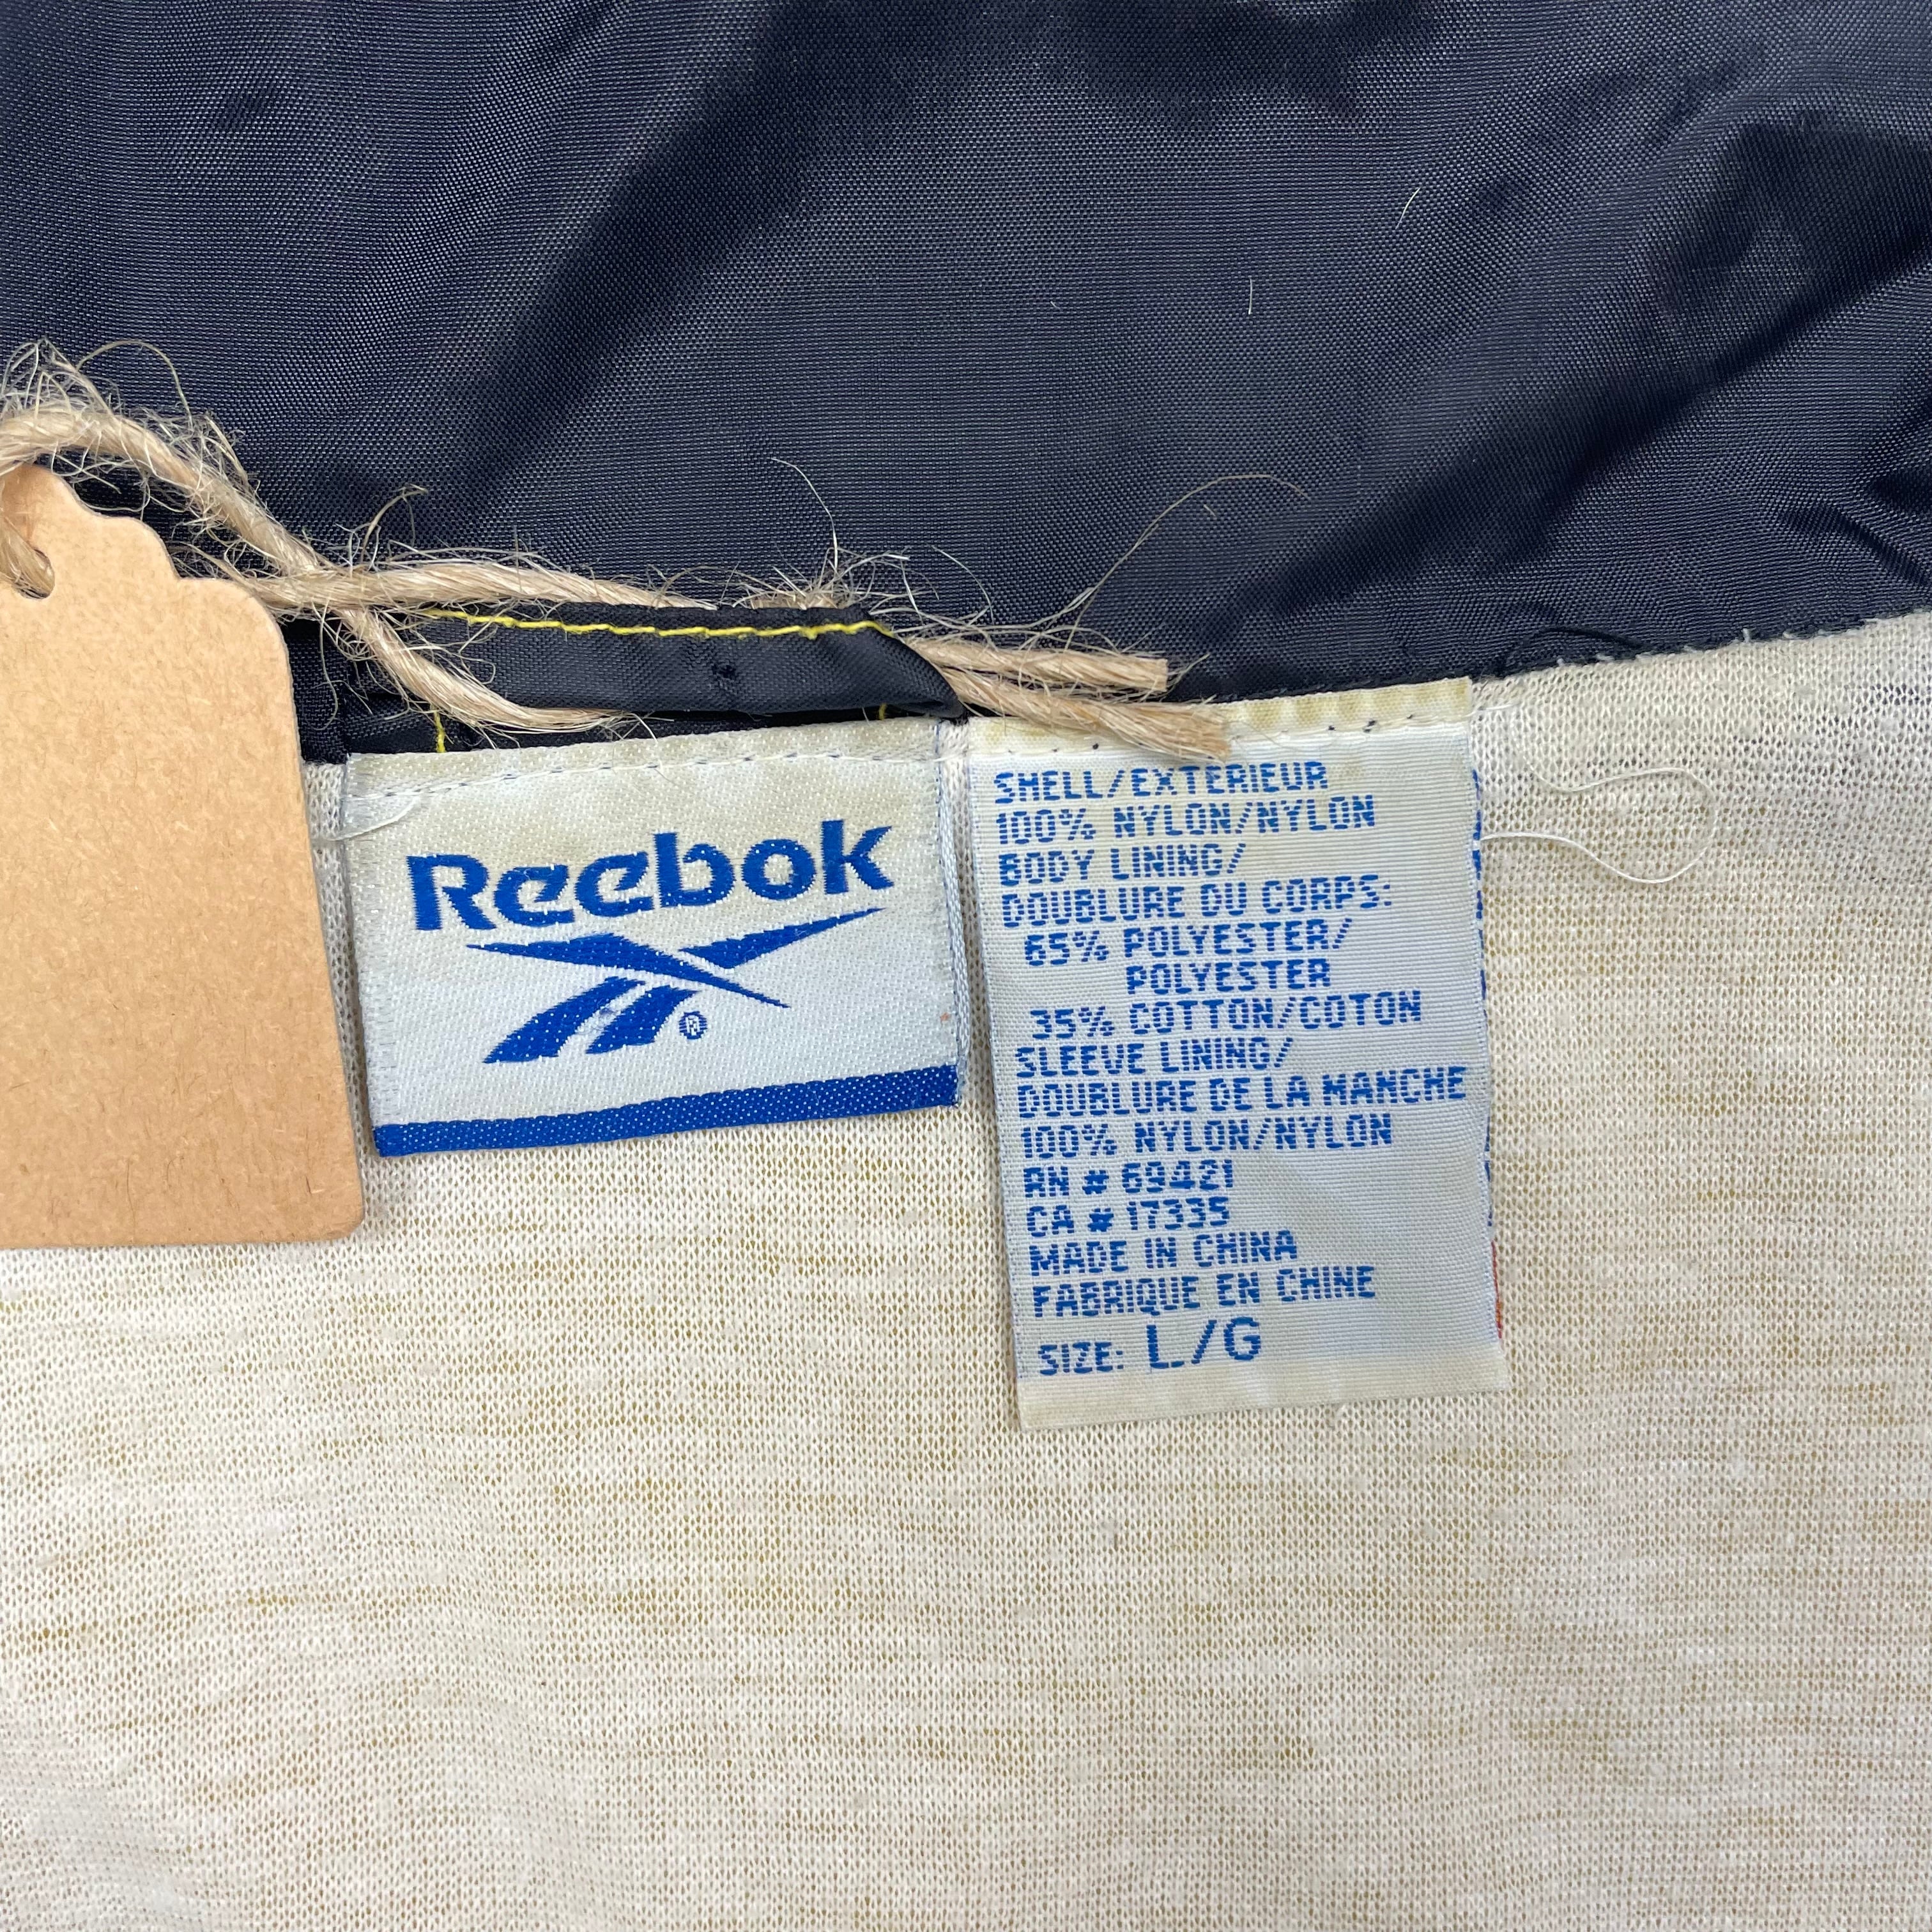 Reebok
®
SHELL/EXTERIEUR
100% NYLON/NYLON
BODY LINING/
DOUBLURE DU CORPS:
65% POLYESTER/
POLYESTER
35% COTTON/COTON
SLEEVE LINING/
DOUBLURE DE LA MANCHE
100% NYLON/NYLON
RN # 69421
CA # 17335
MADE IN CHINA
FABRIQUE EN CHINE
SIZE: L/G